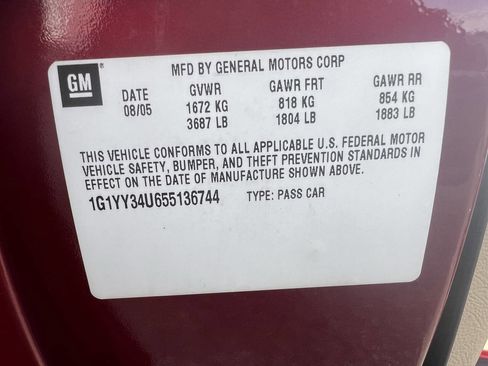 GM
MFD BY GENERAL MOTORS CORP
DATE GVWR GAWR FRT GAWR RR
08/05 1672 KG 818 KG 854 KG
3687 LB 1804 LB 1883 LB
THIS VEHICLE CONFORMS TO ALL APPLICABLE U.S. FEDERAL MOTOR
VEHICLE SAFETY, BUMPER, AND THEFT PREVENTION STANDARDS IN
EFFECT ON THE DATE OF MANUFACTURE SHOWN ABOVE.
1G1YY34U655136744 TYPE: PASS CAR